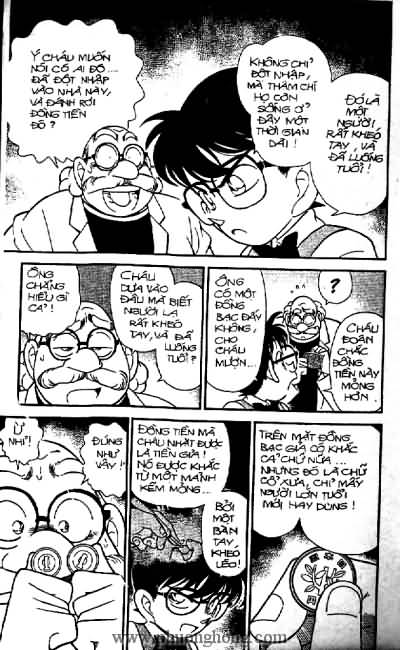 Ý CHÁU MUỐN
NÓI CÓ AI ĐÓ...
ĐÃ ĐỘT NHẬP
VÀO NHÀ NÀY,
VÀ ĐÁNH RƠI
ĐỒNG TIỀN
ĐÓ ?
KHÔNG CHỈ
ĐỘT NHẬP,
MÀ THẬM CHÍ
HỌ CÒN
SỐNG Ở
ĐÂY MỘT
THỜI GIAN
DÀI !
ĐÓ LÀ
MỘT
NGƯỜI
RẤT KHÉO
TAY, VÀ
ĐÃ LUỐNG
TUỔI !
ÔNG
CHẲNG
HIỂU GÌ
CẢ !
CHÁU
DỰA VÀO
ĐÂU MÀ BIẾT
NGƯỜI LẠ
RẤT KHÉO
TAY, VÀ ĐÃ
LUỐNG
TUỔI ?
ÔNG
CÓ MỘT
ĐỒNG
BẠC ĐẤY
KHÔNG,
CHO
CHÁU
MƯỢN...
?
CHÁU
ĐOÁN
CHẮC
ĐỒNG
TIỀN NÀY
MỎNG
HƠN .
Ừ
NHỈ !
ĐÚNG
NHƯ
VẬY !
ĐỒNG TIỀN MÀ
CHÁU NHẶT ĐƯỢC
LÀ TIỀN GIẢ !
NÓ ĐƯỢC KHẮC
TỪ MỘT MẢNH
KẼM MỎNG ...
BỞI
MỘT
BÀN
TAY
KHÉO
LÉO !
TRÊN MẶT ĐỒNG
BẠC GIẢ CÓ KHẮC
CẢ CHỮ NỮA ...
NHƯNG ĐÓ LÀ CHỮ
CỔ XƯA, CHỈ MẤY
NGƯỜI LỚN TUỔI
MỚI HAY DÙNG !